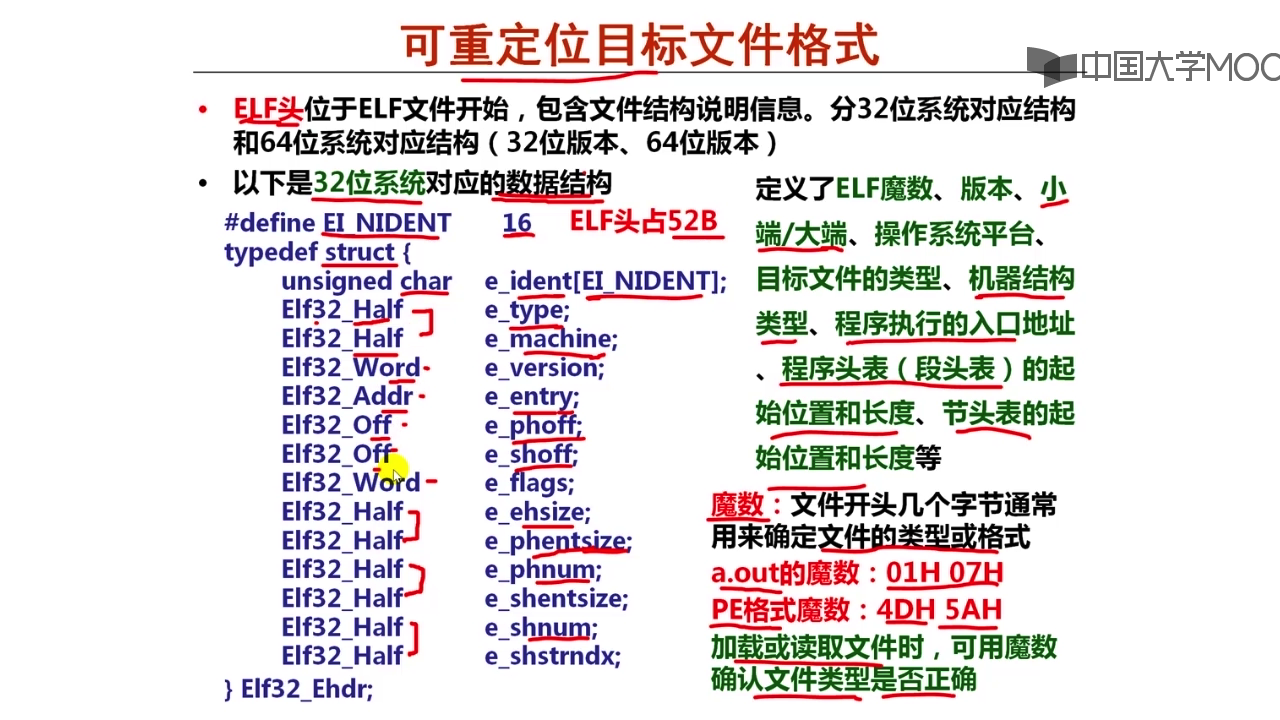 可重定位目标文件格式
中国大学MOO
• ELF头位于ELF文件开始，包含文件结构说明信息。分32位系统对应结构
和64位系统对应结构（32位版本、64位版本）
• 以下是32位系统对应的数据结构
#define EI_NIDENT 16 ELF头占52B
typedef struct {
unsigned char e_ident[EI_NIDENT];
Elf32_Half e_type;
Elf32_Half e_machine;
Elf32_Word e_version;
Elf32_Addr e_entry;
Elf32_Off e_phoff;
Elf32_Off e_shoff;
Elf32_Word e_flags;
Elf32_Half e_ehsize;
Elf32_Half e_phentsize;
Elf32_Half e_phnum;
Elf32_Half e_shentsize;
Elf32_Half e_shnum;
Elf32_Half e_shstrndx;
} Elf32_Ehdr;
定义了ELF魔数、版本、小
端/大端、操作系统平台、
目标文件的类型、机器结构
类型、程序执行的入口地址
、程序头表（段头表）的起
始位置和长度、节头表的起
始位置和长度等
魔数：文件开头几个字节通常
用来确定文件的类型或格式
a.out的魔数：01H 07H
PE格式魔数：4DH 5AH
加载或读取文件时，可用魔数
确认文件类型是否正确